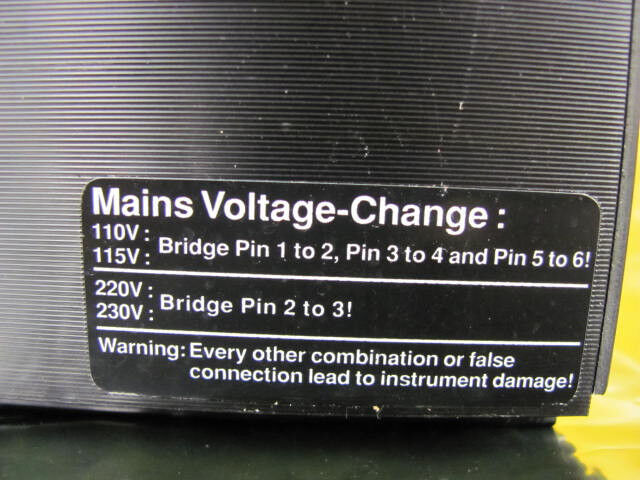 Mains Voltage-Change :
110V :
115V : Bridge Pin 1 to 2, Pin 3 to 4 and Pin 5 to 6!
220V :
230V : Bridge Pin 2 to 3!
Warning: Every other combination or false
connection lead to instrument damage!